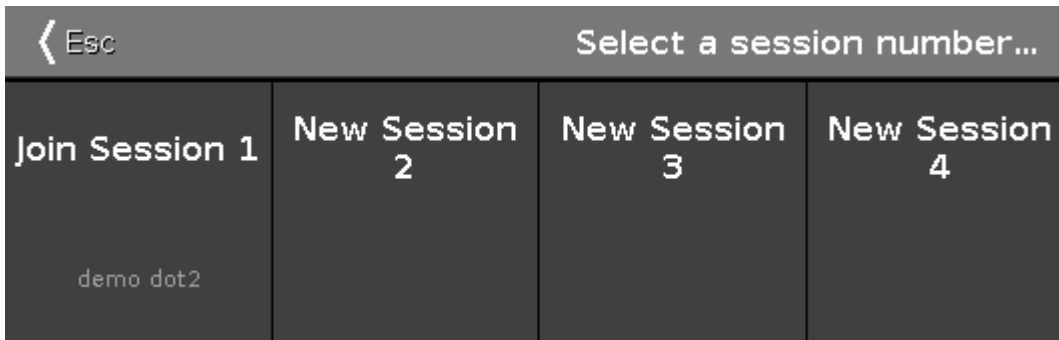 Esc
Select a session number...
Join Session 1
demo dot2
New Session
2
New Session
3
New Session
4